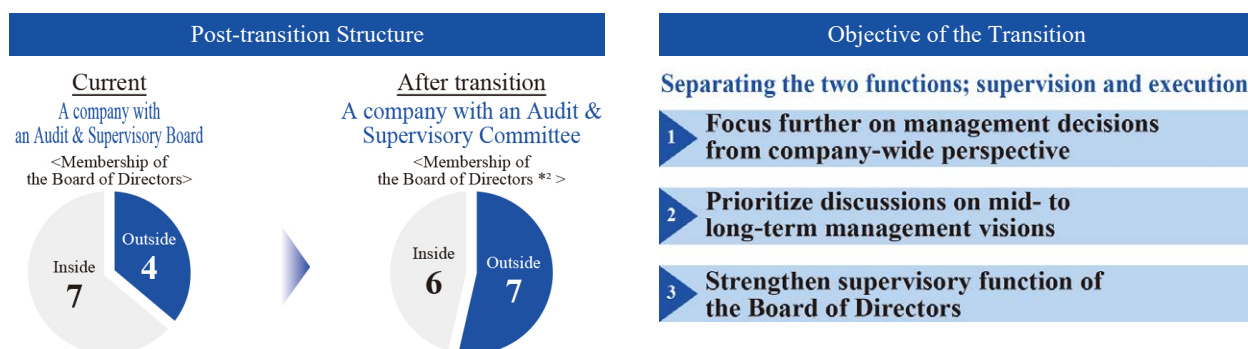 Post-transition Structure
Current
A company with
an Audit & Supervisory Board
<Membership of
the Board of Directors>
Outside
4
Inside
7
After transition
A company with an Audit &
Supervisory Committee
<Membership of
the Board of Directors *2 >
Inside
6
Outside
7
Objective of the Transition
Separating the two functions; supervision and execution
1
Focus further on management decisions
from company-wide perspective
2
Prioritize discussions on mid- to
long-term management visions
3
Strengthen supervisory function of
the Board of Directors